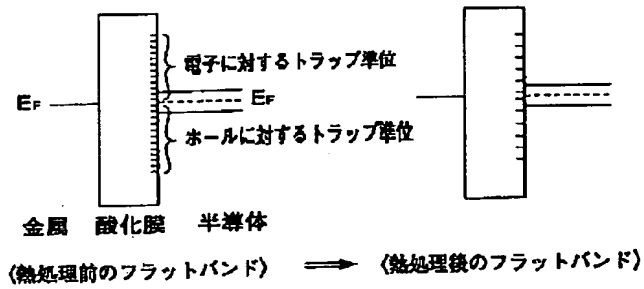 電子に対するトラップ準位
EF
EF
ホールに対するトラップ準位
金属 酸化膜 半導体
〈熱処理前のフラットバンド〉 ⟹ 〈熱処理後のフラットバンド〉